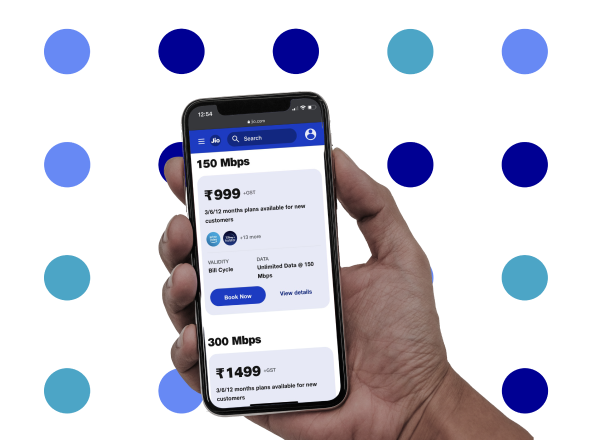 12:54
jio.com
Jio
Search
150 Mbps
₹999 +GST
3/6/12 months plans available for new
customers
+13 more
VALIDITY
Bill Cycle
DATA
Unlimited Data @ 150
Mbps
Book Now
View details
300 Mbps
₹1499 +GST
3/6/12 months plans available for new
customers